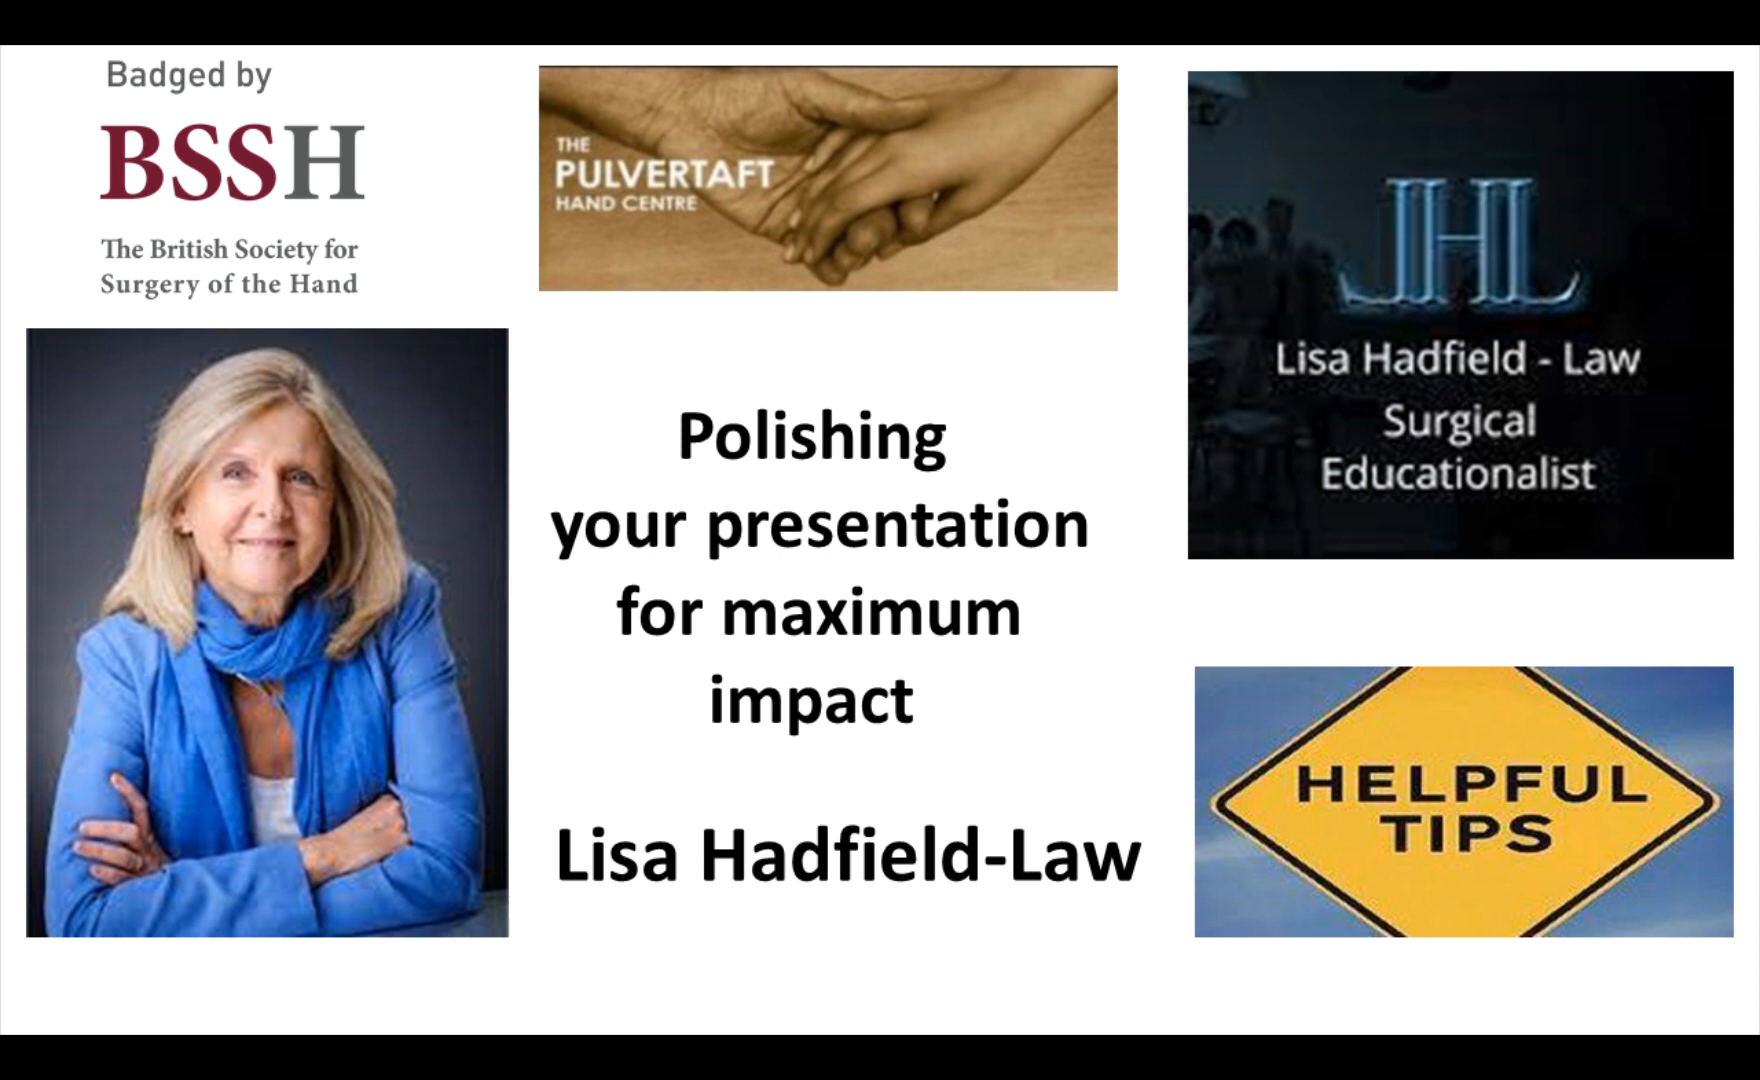 Badged by
BSSH
The British Society for
Surgery of the Hand
THE
PULVERTAFT
HAND CENTRE
LHL
Lisa Hadfield - Law
Surgical
Educationalist
Polishing
your presentation
for maximum
impact
Lisa Hadfield-Law
HELPFUL
TIPS